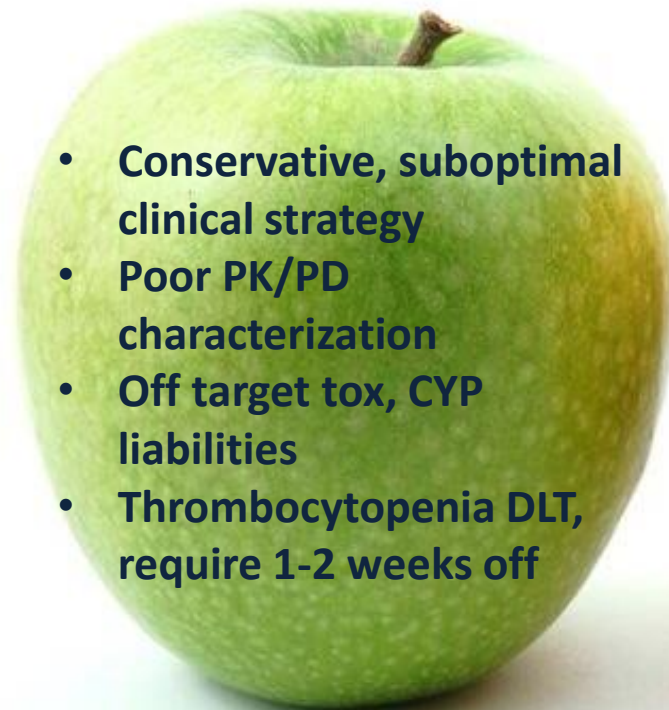 • Conservative, suboptimal
clinical strategy
• Poor PK/PD
characterization
• Off target tox, CYP
liabilities
• Thrombocytopenia DLT,
require 1-2 weeks off